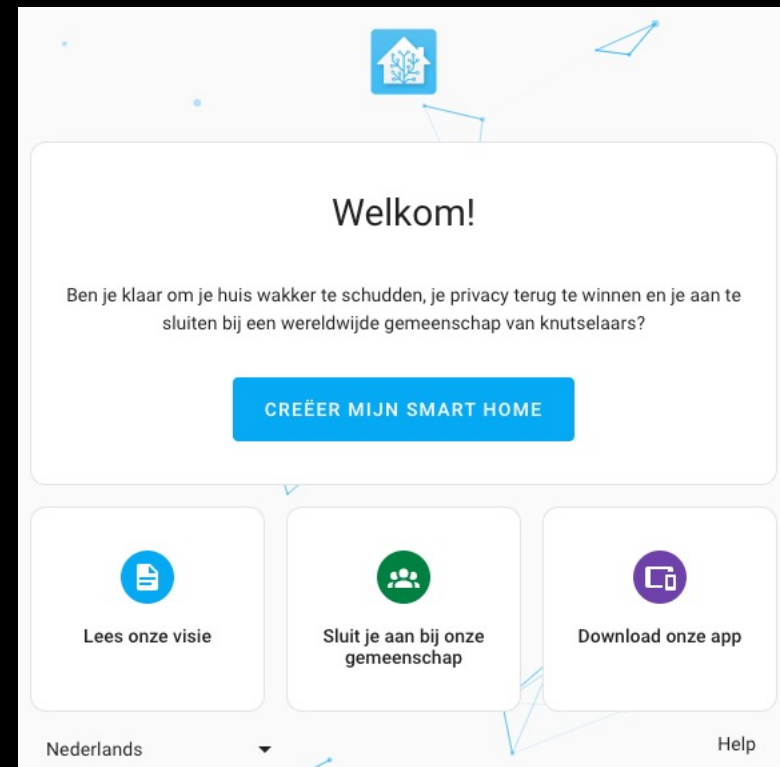 Welkom!
Ben je klaar om je huis wakker te schudden, je privacy terug te winnen en je aan te
sluiten bij een wereldwijde gemeenschap van knutselaars?
CREËER MIJN SMART HOME
Lees onze visie
Sluit je aan bij onze
gemeenschap
Download onze app
Nederlands
Help